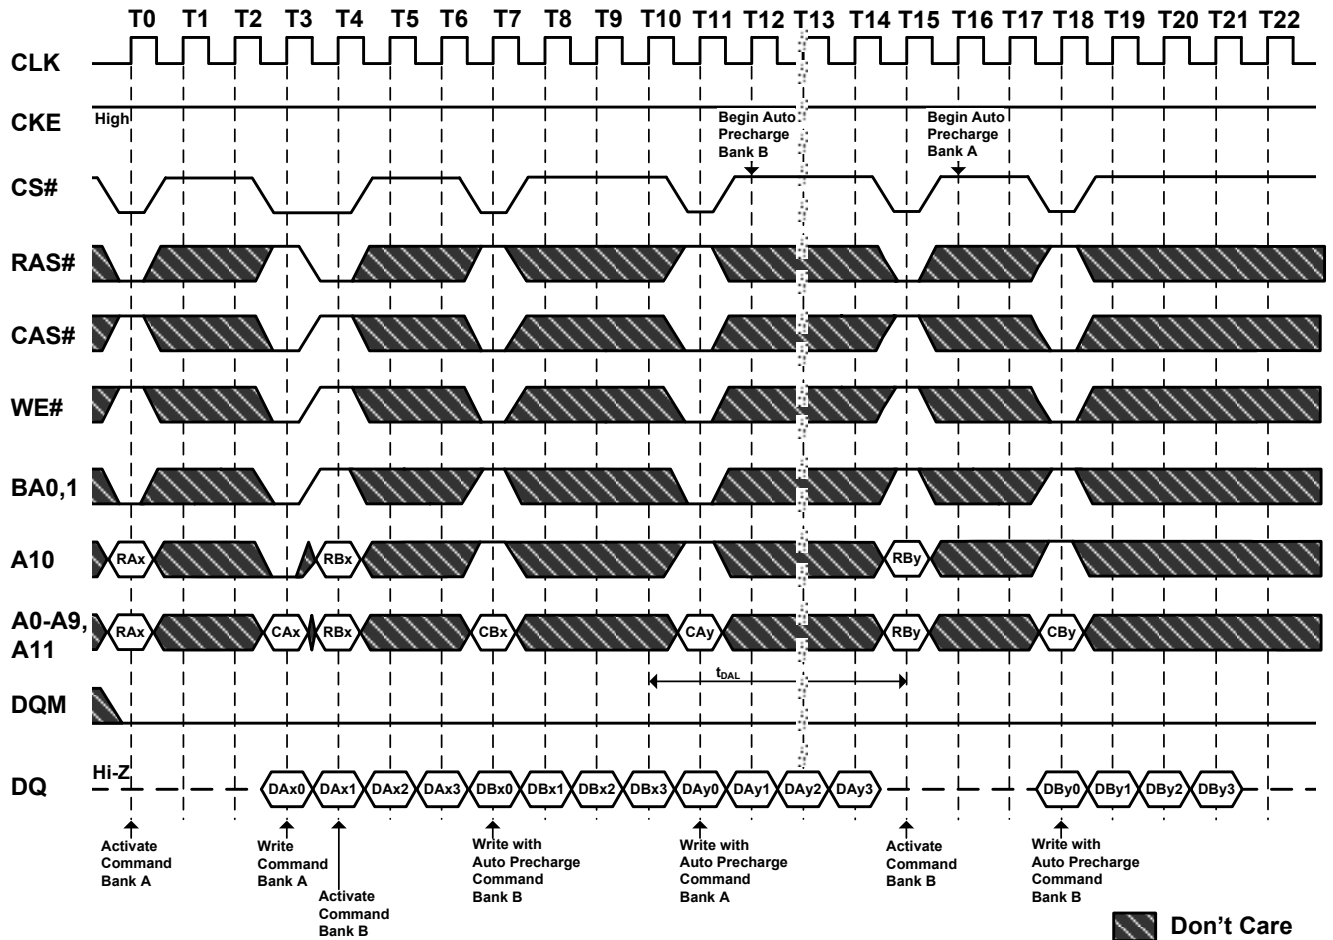 T0 T1 T2 T3 T4 T5 T6 T7 T8 T9 T10 T11 T12 T13 T14 T15 T16 T17 T18 T19 T20 T21 T22
CLK
CKE
High
Begin Auto
Precharge
Bank B
Begin Auto
Precharge
Bank A
CS#
RAS#
CAS#
WE#
BA0,1
A10
RAx RBx RBy
A0-A9,
A11
RAx CAx RBx CBx CAy RBy CBy
tDAL
DQM
DQ
Hi-Z
DAx0 DAx1 DAx2 DAx3 DBx0 DBx1 DBx2 DBx3 DAy0 DAy1 DAy2 DAy3 DBy0 DBy1 DBy2 DBy3
Activate
Command
Bank A
Write
Command
Bank A
Activate
Command
Bank B
Write with
Auto Precharge
Command
Bank B
Write with
Auto Precharge
Command
Bank A
Activate
Command
Bank B
Write with
Auto Precharge
Command
Bank B
Don't Care